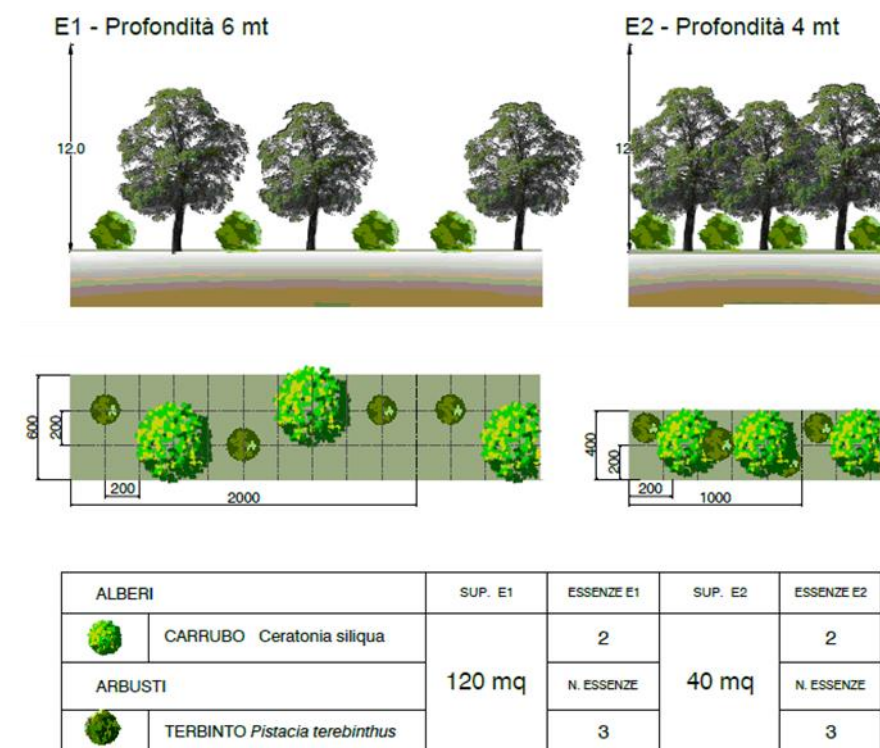 E1 - Profondità 6 mt
E2 - Profondità 4 mt
12.0
12
600
200
200
2000
400
200
200
1000
ALBERI SUP. E1 ESSENZE E1 SUP. E2 ESSENZE E2
CARRUBO Ceratonia siliqua 2 2
120 mq 40 mq
ARBUSTI N. ESSENZE N. ESSENZE
TERBINTO Pistacia terebinthus 3 3